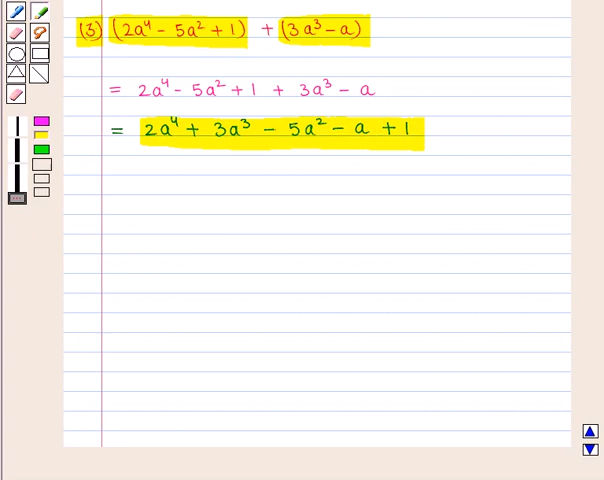 (3) (2a⁴ - 5a² + 1) + (3a³ - a)
= 2a⁴ - 5a² + 1 + 3a³ - a
= 2a⁴ + 3a³ - 5a² - a + 1